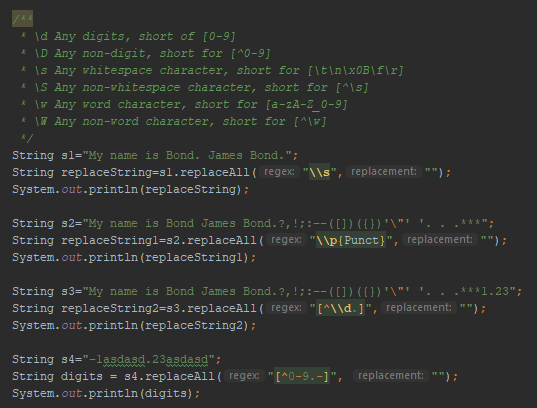 /**
* \d Any digits, short of [0-9]
* \D Any non-digit, short for [^0-9]
* \s Any whitespace character, short for [\t\n\x0B\f\r]
* \S Any non-whitespace character, short for [^\s]
* \w Any word character, short for [a-zA-Z_0-9]
* \W Any non-word character, short for [^\w]
*/
String s1="My name is Bond. James Bond.";
String replaceString=s1.replaceAll( regex: "\\s", replacement: "");
System.out.println(replaceString);

String s2="My name is Bond James Bond.?,!;:--([])({})'\"' '. . .***";
String replaceString1=s2.replaceAll( regex: "\\p{Punct}", replacement: "");
System.out.println(replaceString1);

String s3="My name is Bond James Bond.?,!;:--([])({})'\"' '. . .***1.23";
String replaceString2=s3.replaceAll( regex: "[^\\d.]", replacement: "");
System.out.println(replaceString2);

String s4="-1asdasd.23asdasd";
String digits = s4.replaceAll( regex: "[^0-9.-]", replacement: "");
System.out.println(digits);